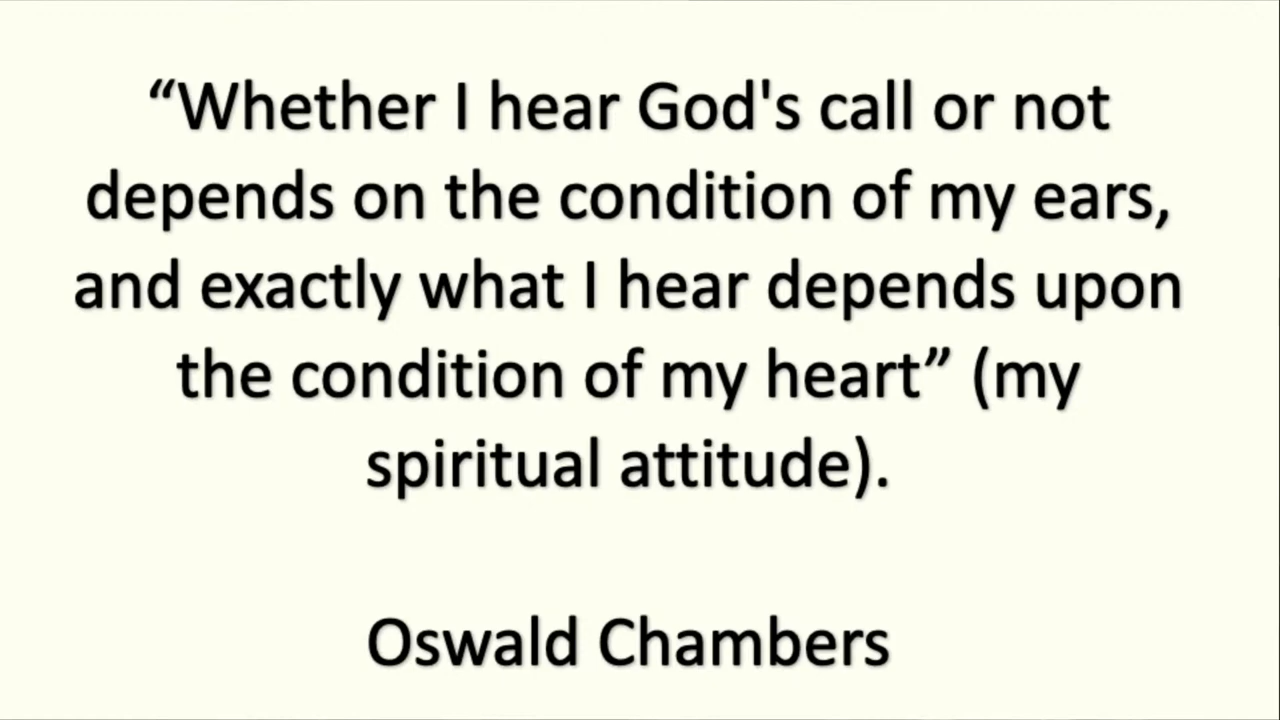 “Whether I hear God's call or not
depends on the condition of my ears,
and exactly what I hear depends upon
the condition of my heart” (my
spiritual attitude).
Oswald Chambers